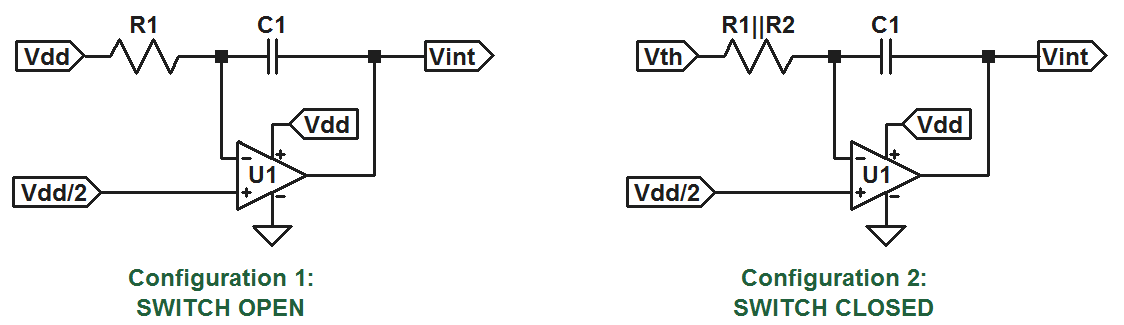 R1 C1 R1||R2 C1
Vdd Vint Vth Vint
Vdd Vdd
- + U1 - + U1
Vdd/2 + - Vdd/2 + -
Configuration 1: Configuration 2:
SWITCH OPEN SWITCH CLOSED